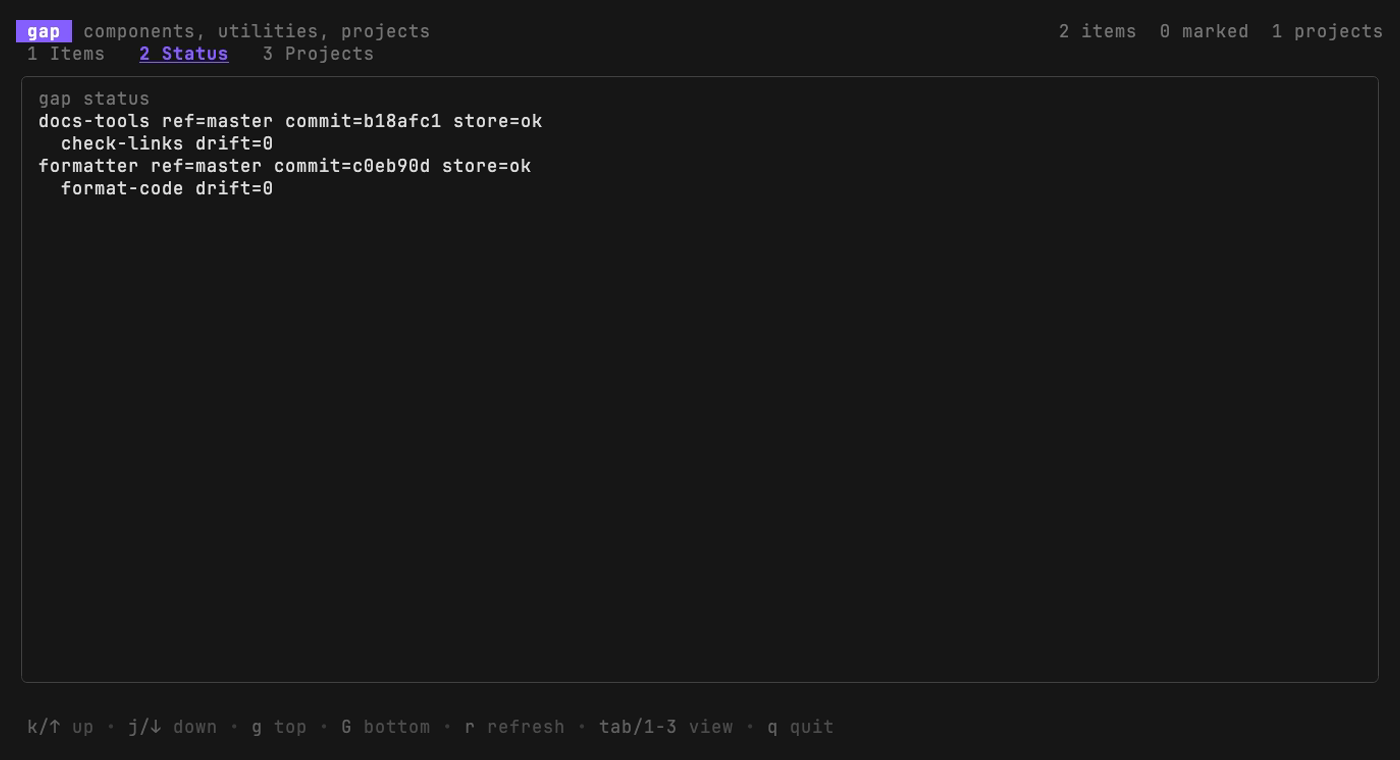 gap components, utilities, projects 2 items 0 marked 1 projects
1 Items 2 Status 3 Projects
gap status
docs-tools ref=master commit=b18afc1 store=ok
  check-links drift=0
formatter ref=master commit=c0eb90d store=ok
  format-code drift=0
k/↑ up • j/↓ down • g top • G bottom • r refresh • tab/1-3 view • q quit